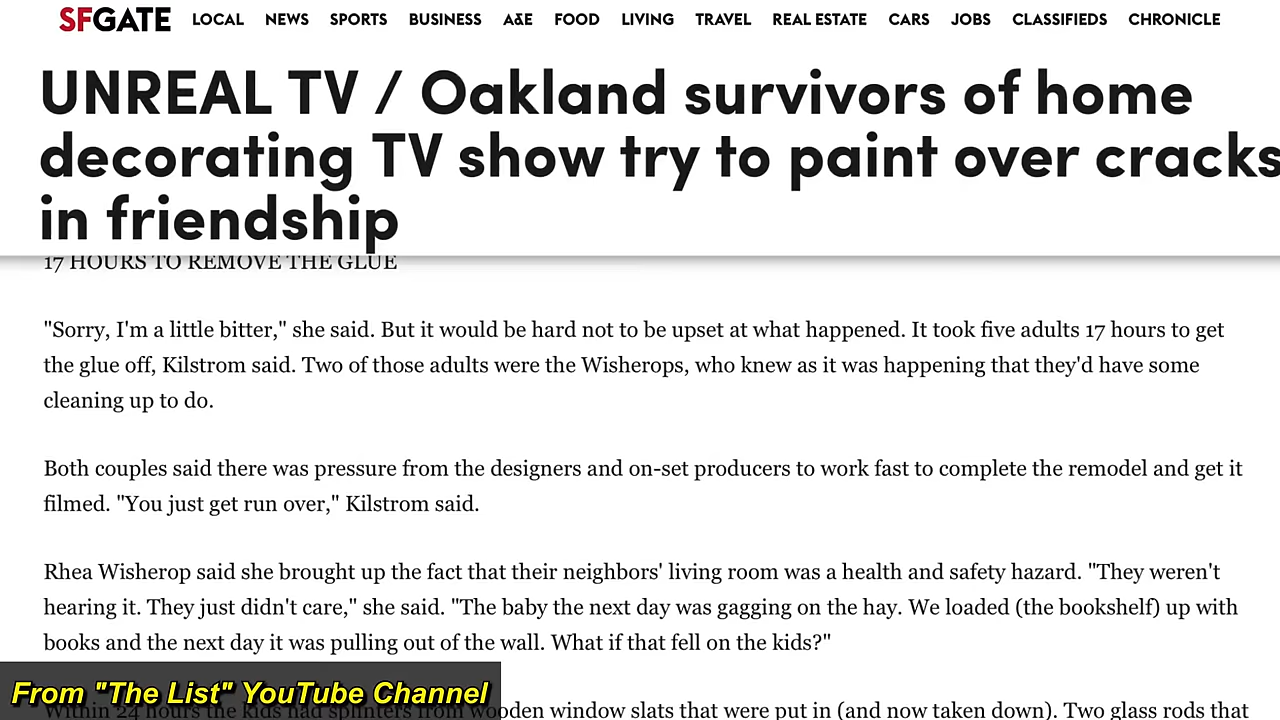 SFGATE LOCAL NEWS SPORTS BUSINESS A&E FOOD LIVING TRAVEL REAL ESTATE CARS JOBS CLASSIFIEDS CHRONICLE
UNREAL TV / Oakland survivors of home
decorating TV show try to paint over cracks
in friendship
17 HOURS TO REMOVE THE GLUE
"Sorry, I'm a little bitter," she said. But it would be hard not to be upset at what happened. It took five adults 17 hours to get
the glue off, Kilstrom said. Two of those adults were the Wisherops, who knew as it was happening that they'd have some
cleaning up to do.
Both couples said there was pressure from the designers and on-set producers to work fast to complete the remodel and get it
filmed. "You just get run over," Kilstrom said.
Rhea Wisherop said she brought up the fact that their neighbors' living room was a health and safety hazard. "They weren't
hearing it. They just didn't care," she said. "The baby the next day was gagging on the hay. We loaded (the bookshelf) up with
books and the next day it was pulling out of the wall. What if that fell on the kids?"
From "The List" YouTube Channel
Within 24 hours the kids had splinters from wooden window slats that were put in (and now taken down). Two glass rods that